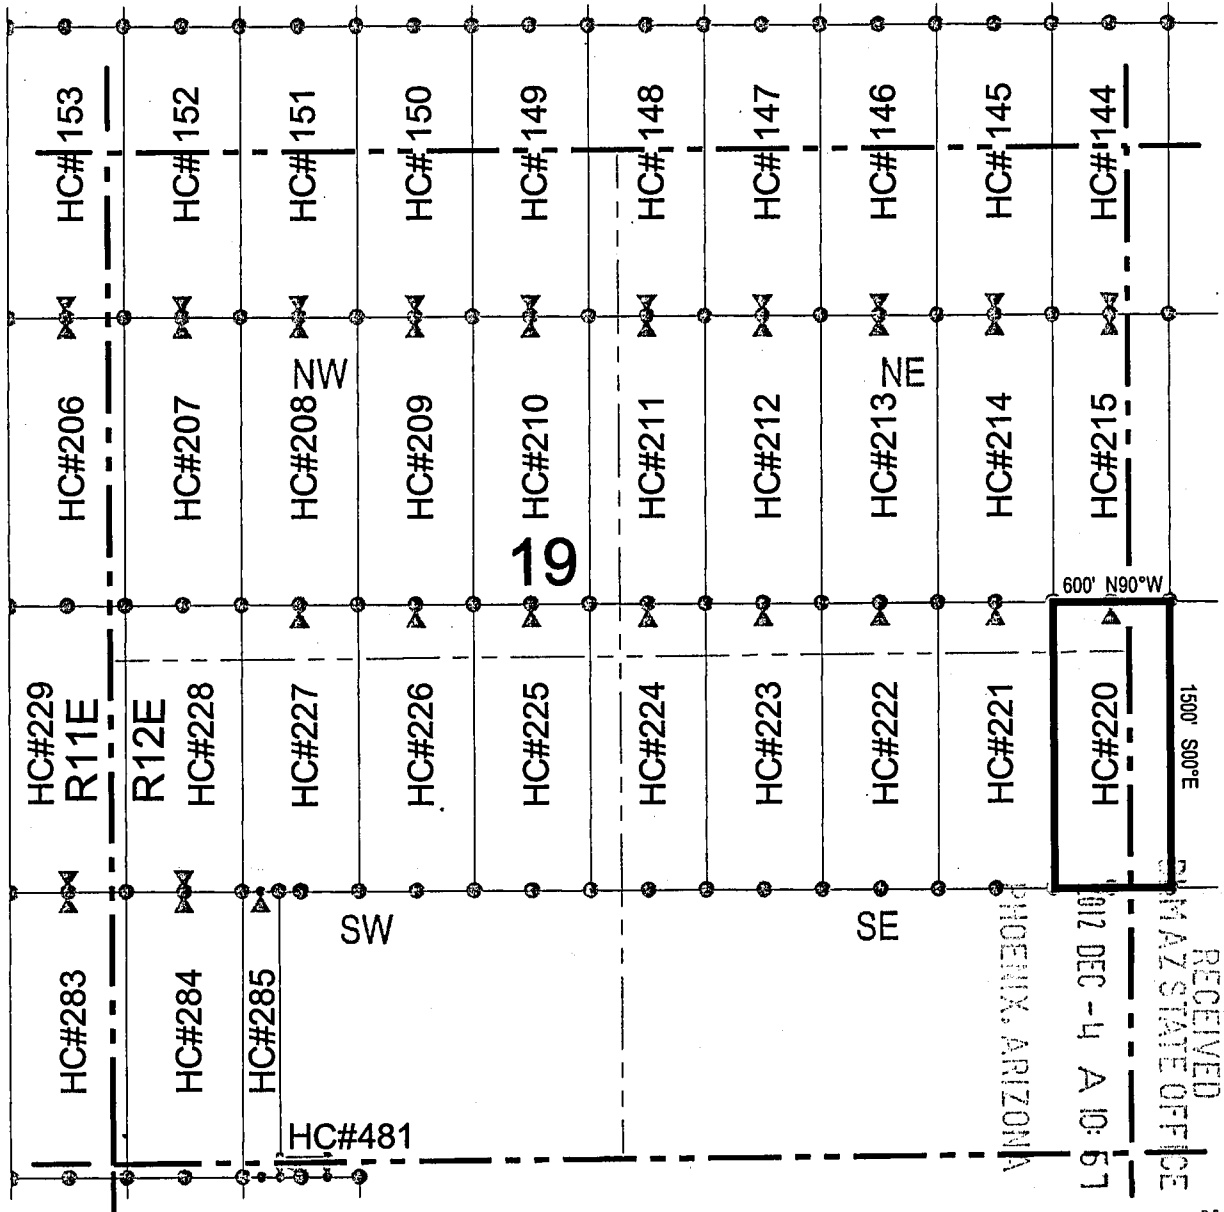 HC# 153
HC# 152
HC# 151
HC# 150
HC# 149
HC# 148
HC# 147
HC# 146
HC# 145
HC# 144
NW
NE
HC#206
HC#207
HC#208
HC#209
HC#210
HC#211
HC#212
HC#213
HC#214
HC#215
19
600' N90°W
HC#229
R11E
R12E
HC#228
HC#227
HC#226
HC#225
HC#224
HC#223
HC#222
HC#221
HC#220
1500' S00°E
SW
SE
HC#283
HC#284
HC#285
HC#481
RECEIVED
AZ STATE OFFICE
2012 DEC -4 A 10:57
PHOENIX, ARIZONA